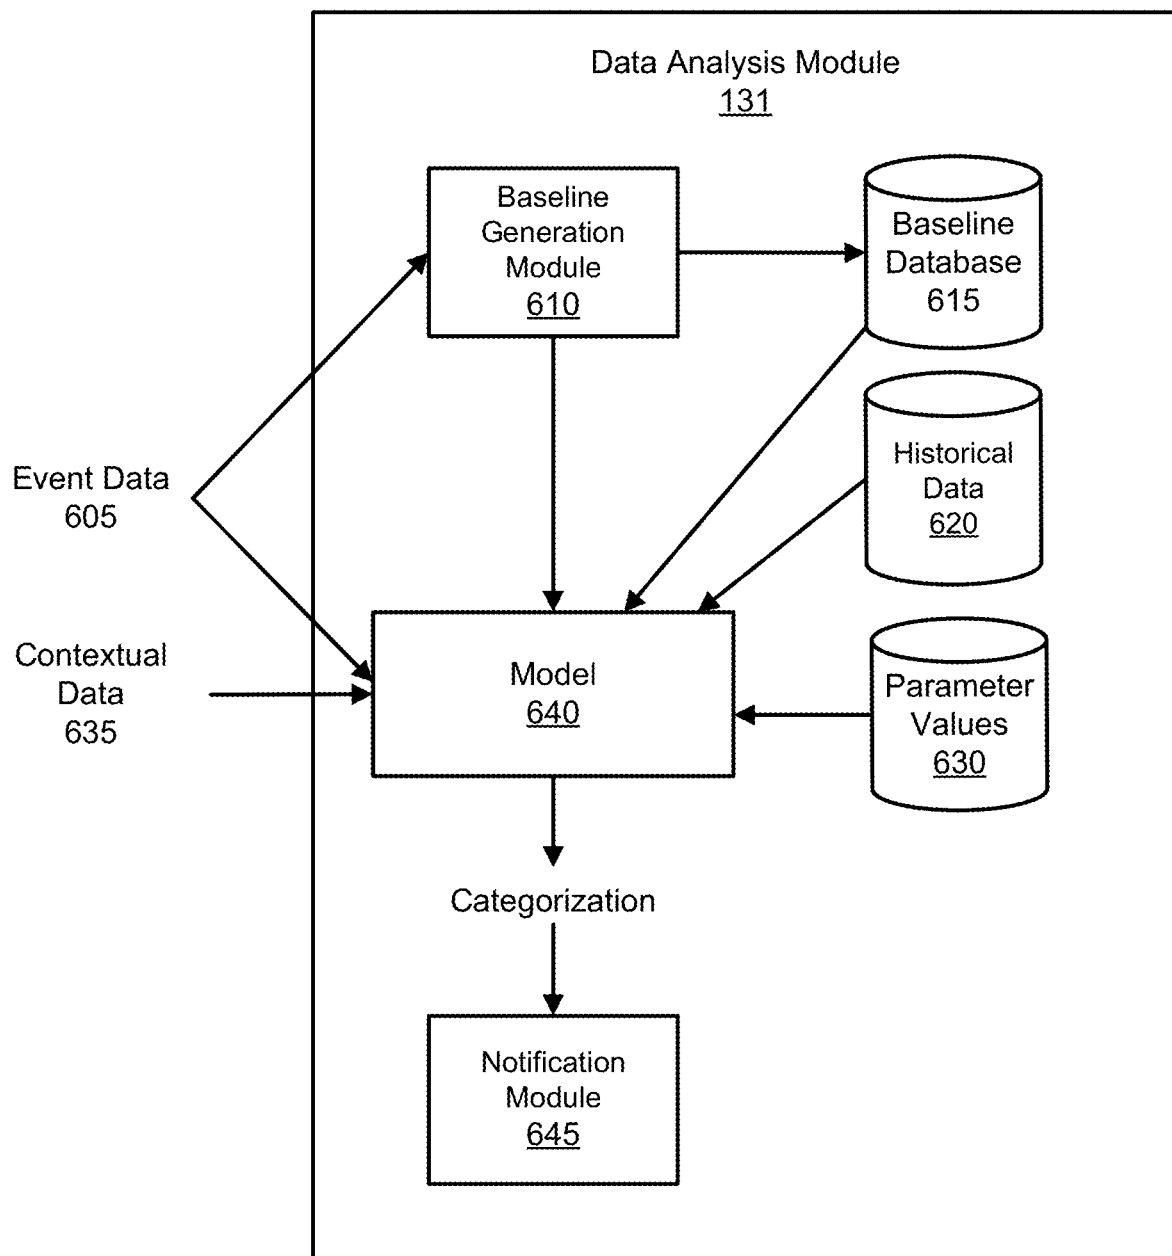 Data Analysis Module
131
Baseline
Generation
Module
610
Baseline
Database
615
Historical
Data
620
Event Data
605
Contextual
Data
635
Model
640
Parameter
Values
630
Categorization
Notification
Module
645